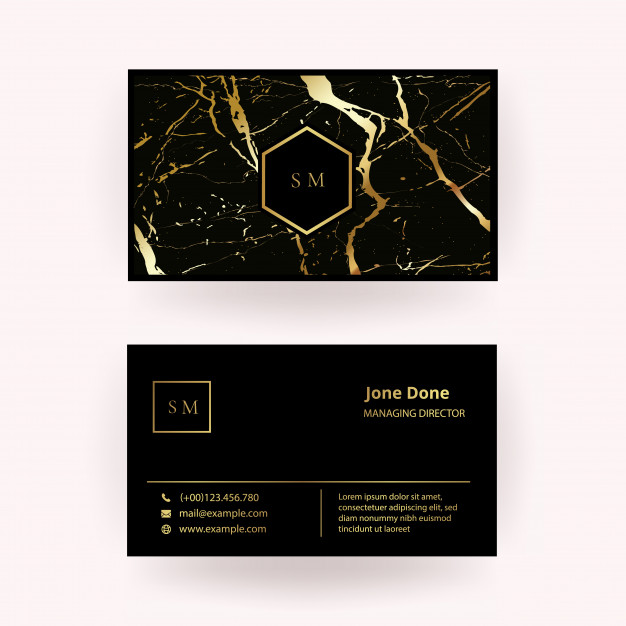 S M
S M
Jone Done
MANAGING DIRECTOR
(+00)123.456.780
mail@example.com
www.example.com
Lorem ipsum dolor sit amet,
consectetuer adipiscing
elit, sed diam nonummy
nibh euismod tincidunt
ut laoreet